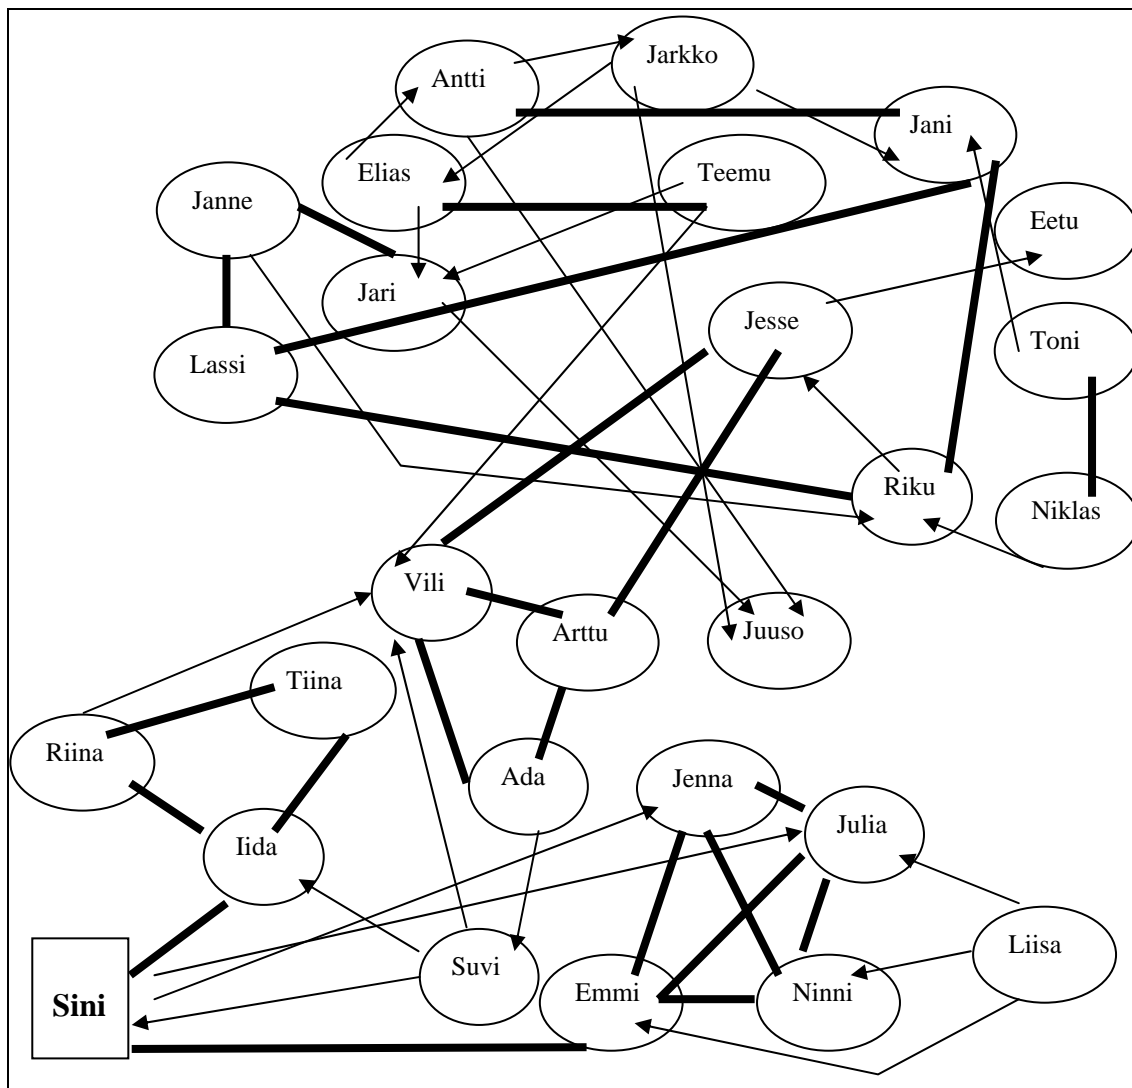 Jarkko
Antti
Jani
Elias
Teemu
Janne
Eetu
Jari
Jesse
Toni
Lassi
Riku
Niklas
Vili
Arttu
Juuso
Tiina
Riina
Ada
Jenna
Julia
Iida
Liisa
Suvi
Emmi
Ninni
Sini